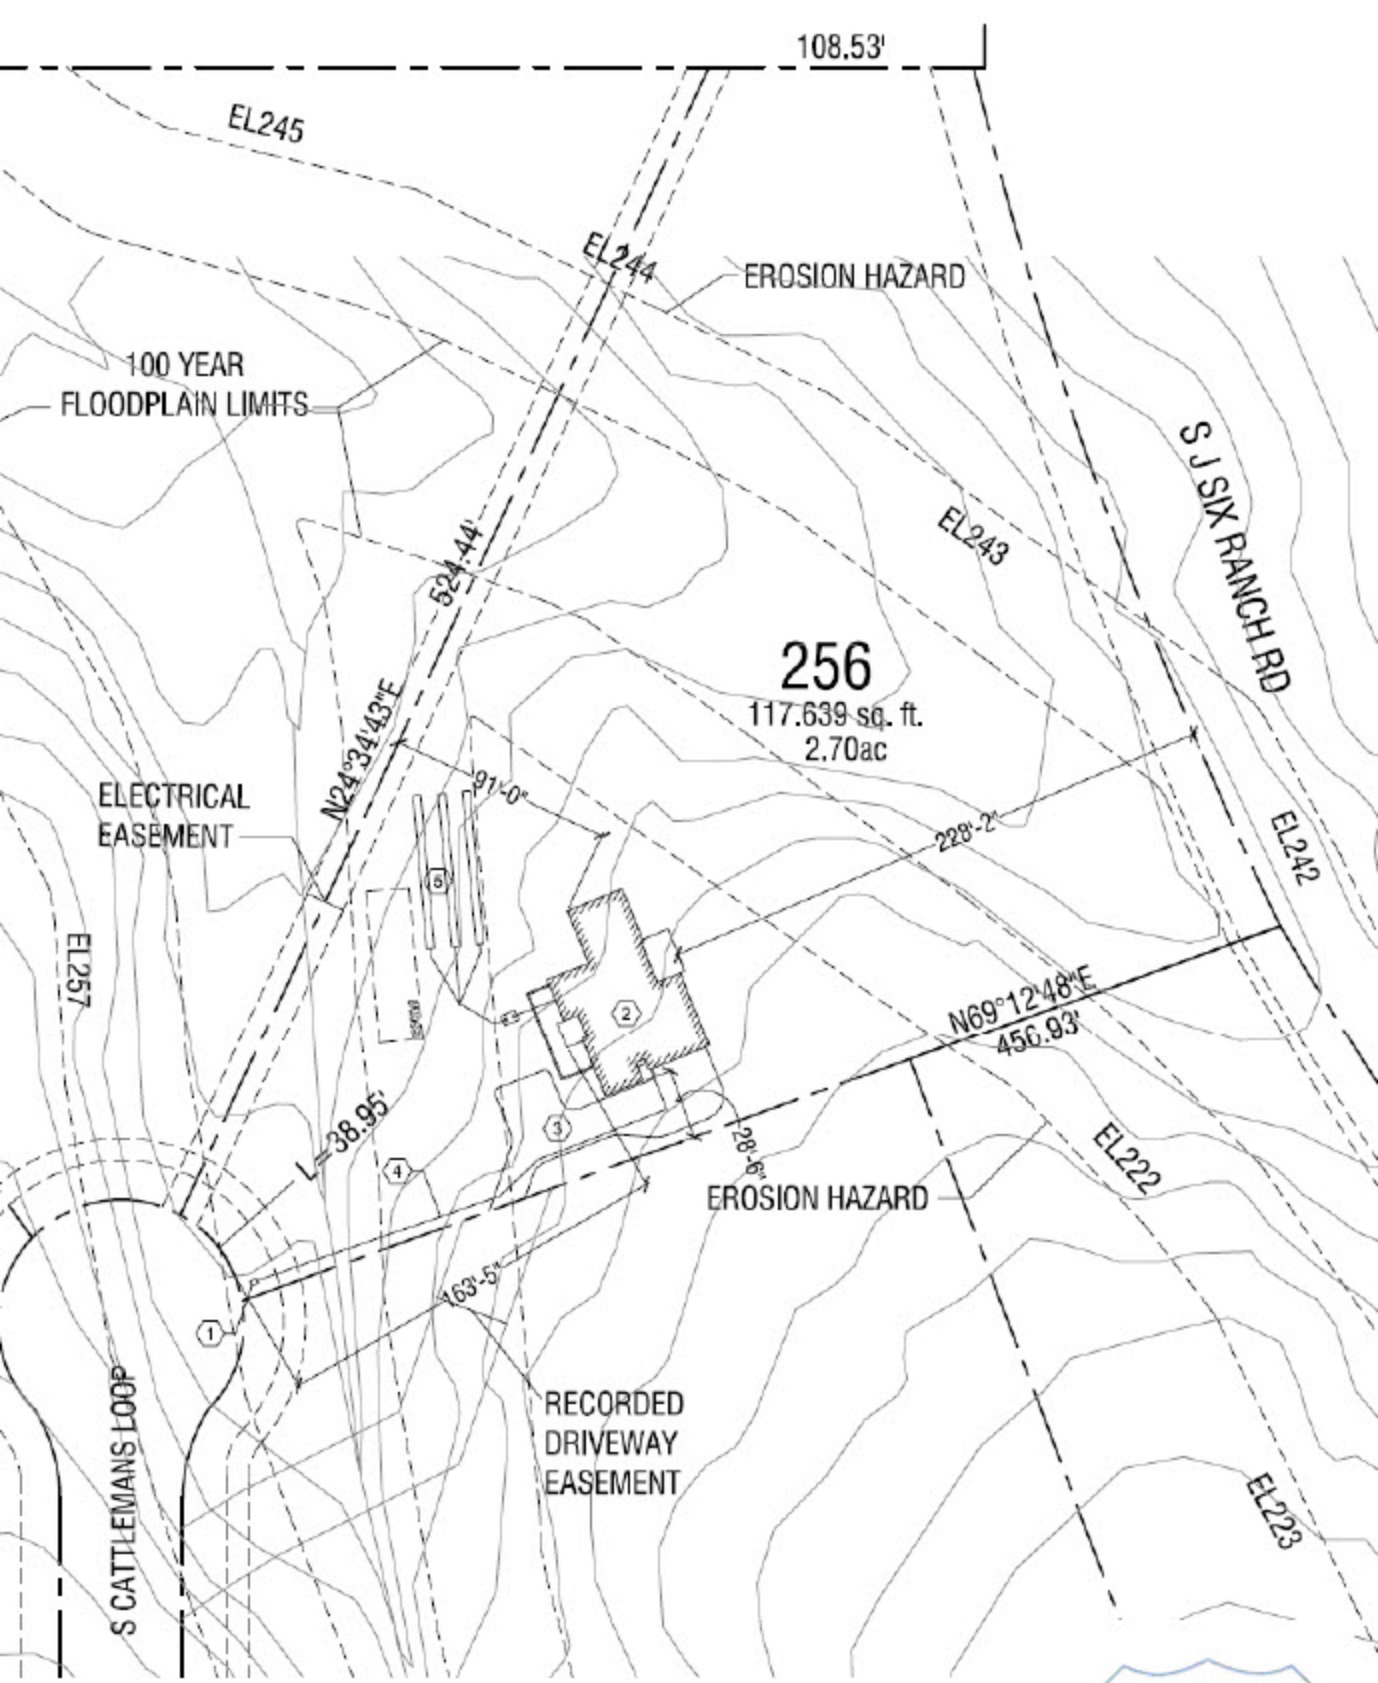 108.53'
EL245
EL244
EROSION HAZARD
100 YEAR
FLOODPLAIN LIMITS
S J SIX RANCH RD
EL243
524.44'
256
117.639 sq. ft.
2.70ac
N24°34'43"E
91'-0"
ELECTRICAL
EASEMENT
228'-2"
EL242
5
EL257
2
N69°12'48"E
456.93'
L=38.95'
3
4
28'-6"
EL222
EROSION HAZARD
163'-5"
1
RECORDED
DRIVEWAY
EASEMENT
S CATTLEMANS LOOP
EL223